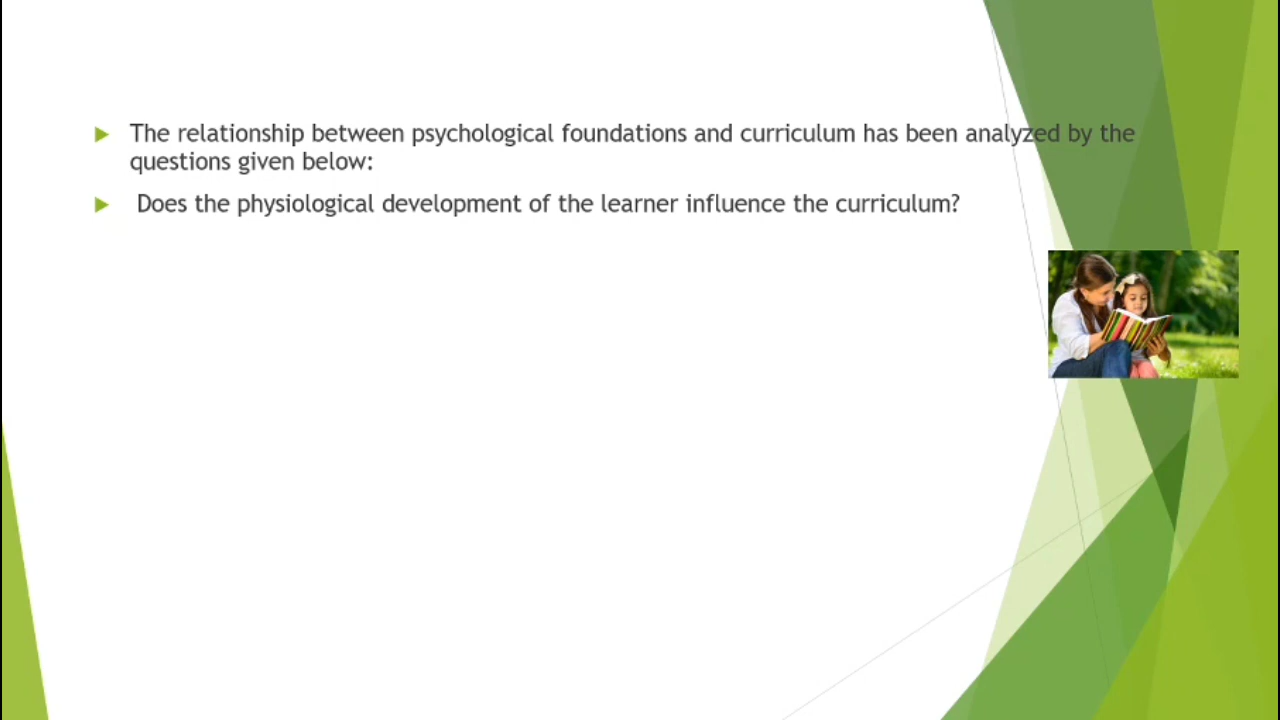 The relationship between psychological foundations and curriculum has been analyzed by the
questions given below:
Does the physiological development of the learner influence the curriculum?